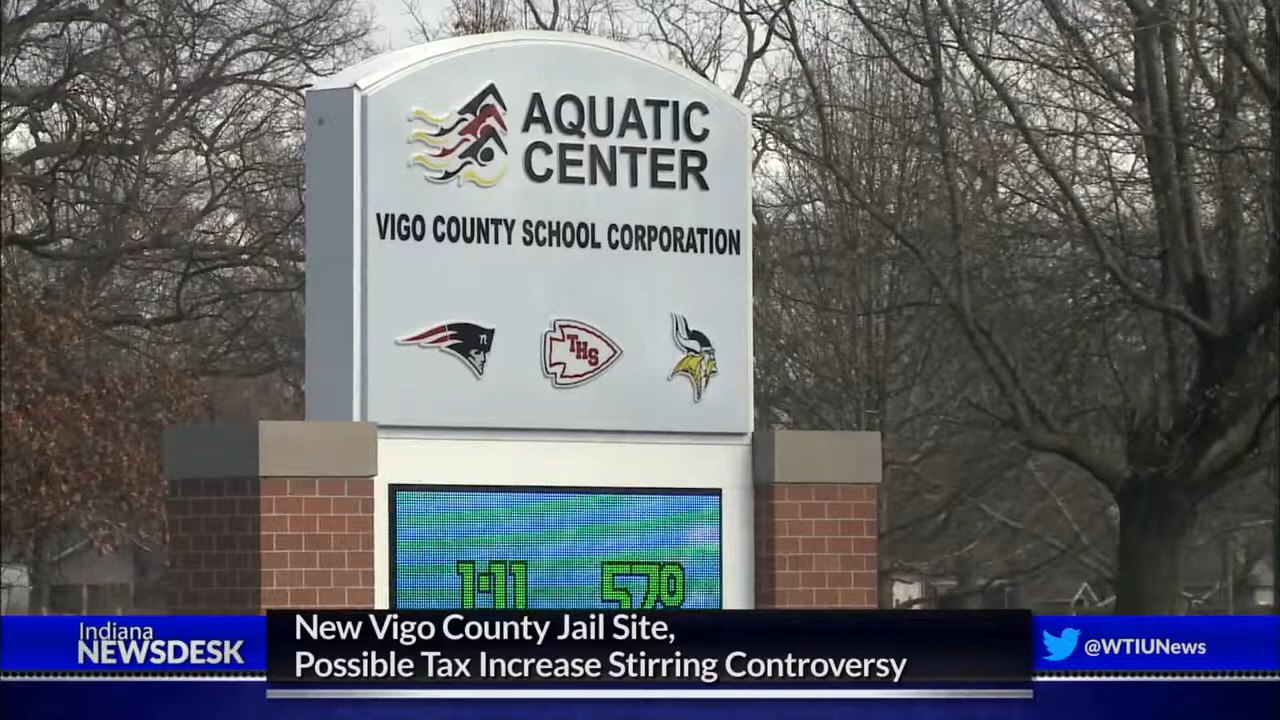 AQUATIC
CENTER
VIGO COUNTY SCHOOL CORPORATION
THS
1:11 57°
Indiana
NEWSDESK
New Vigo County Jail Site,
Possible Tax Increase Stirring Controversy
@WTIUNews